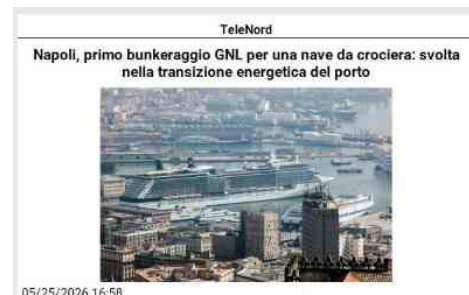 TeleNord
Napoli, primo bunkeraggio GNL per una nave da crociera: svolta
nella transizione energetica del porto
05/25/2026 16:58